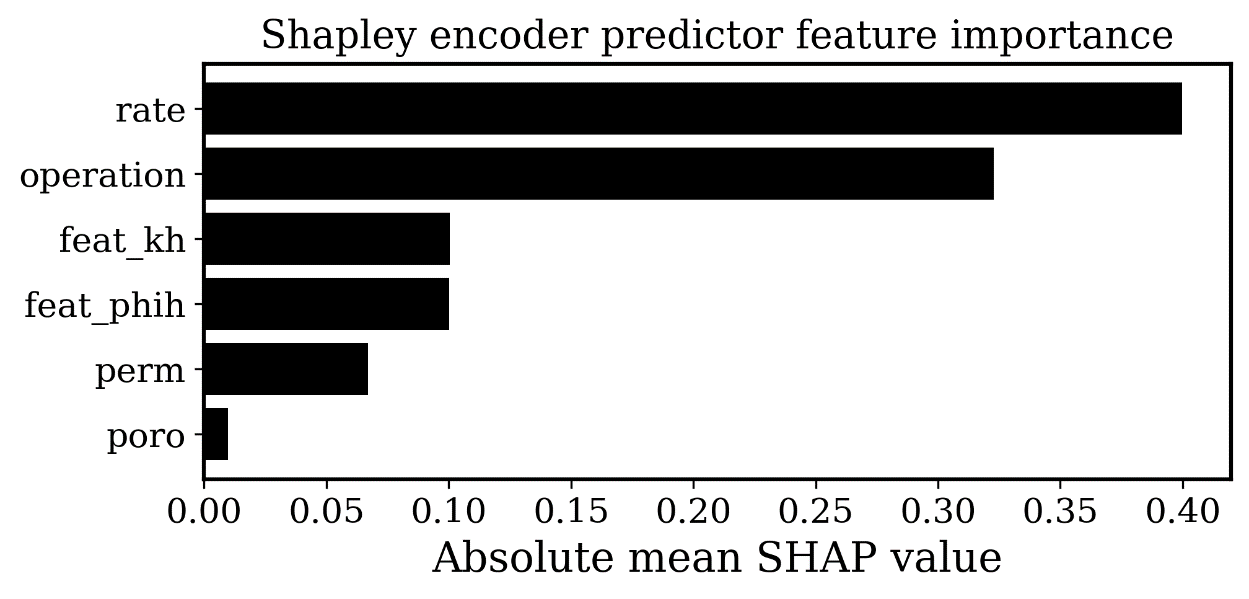 Shapley encoder predictor feature importance
rate
operation
feat_kh
feat_phih
perm
poro
0.00 0.05 0.10 0.15 0.20 0.25 0.30 0.35 0.40
Absolute mean SHAP value